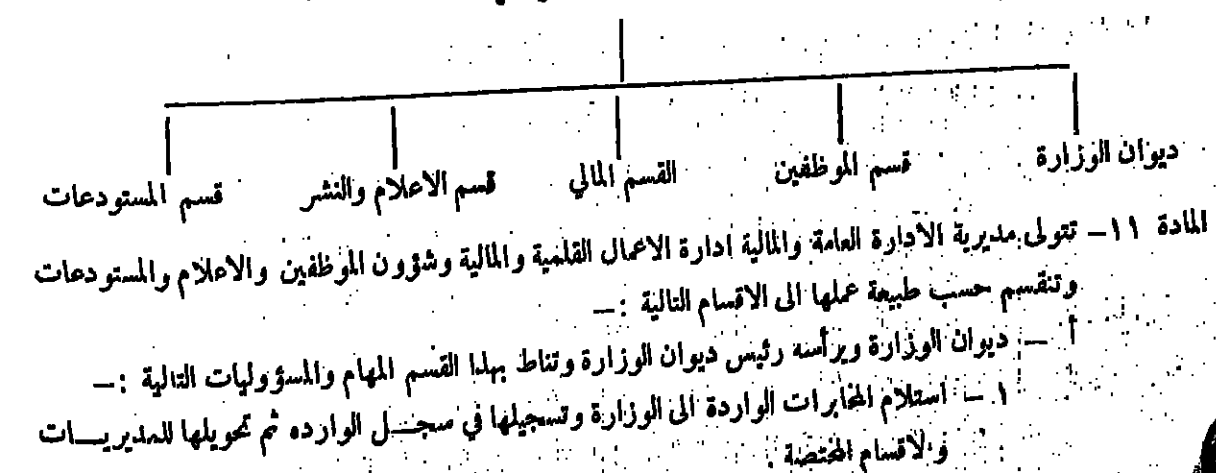 ديوان الوزارة قسم الموظفين القسم المالي قسم الاعلام والنشر قسم المستودعات
المادة ١١ – تتولى مديرية الادارة العامة والمالية ادارة الاعمال القلمية والمالية وشؤون الموظفين والاعلام والمستودعات
وتنقسم حسب طبيعة عملها الى الاقسام التالية :–
أ – ديوان الوزارة ويرأسه رئيس ديوان الوزارة وتناط بهذا القسم المهام والمسؤوليات التالية :–
١ – استلام المخابرات الواردة الى الوزارة وتسجيلها في سجــل الوارده ثم تحويلها للمديريــات
والاقسام المختصة .